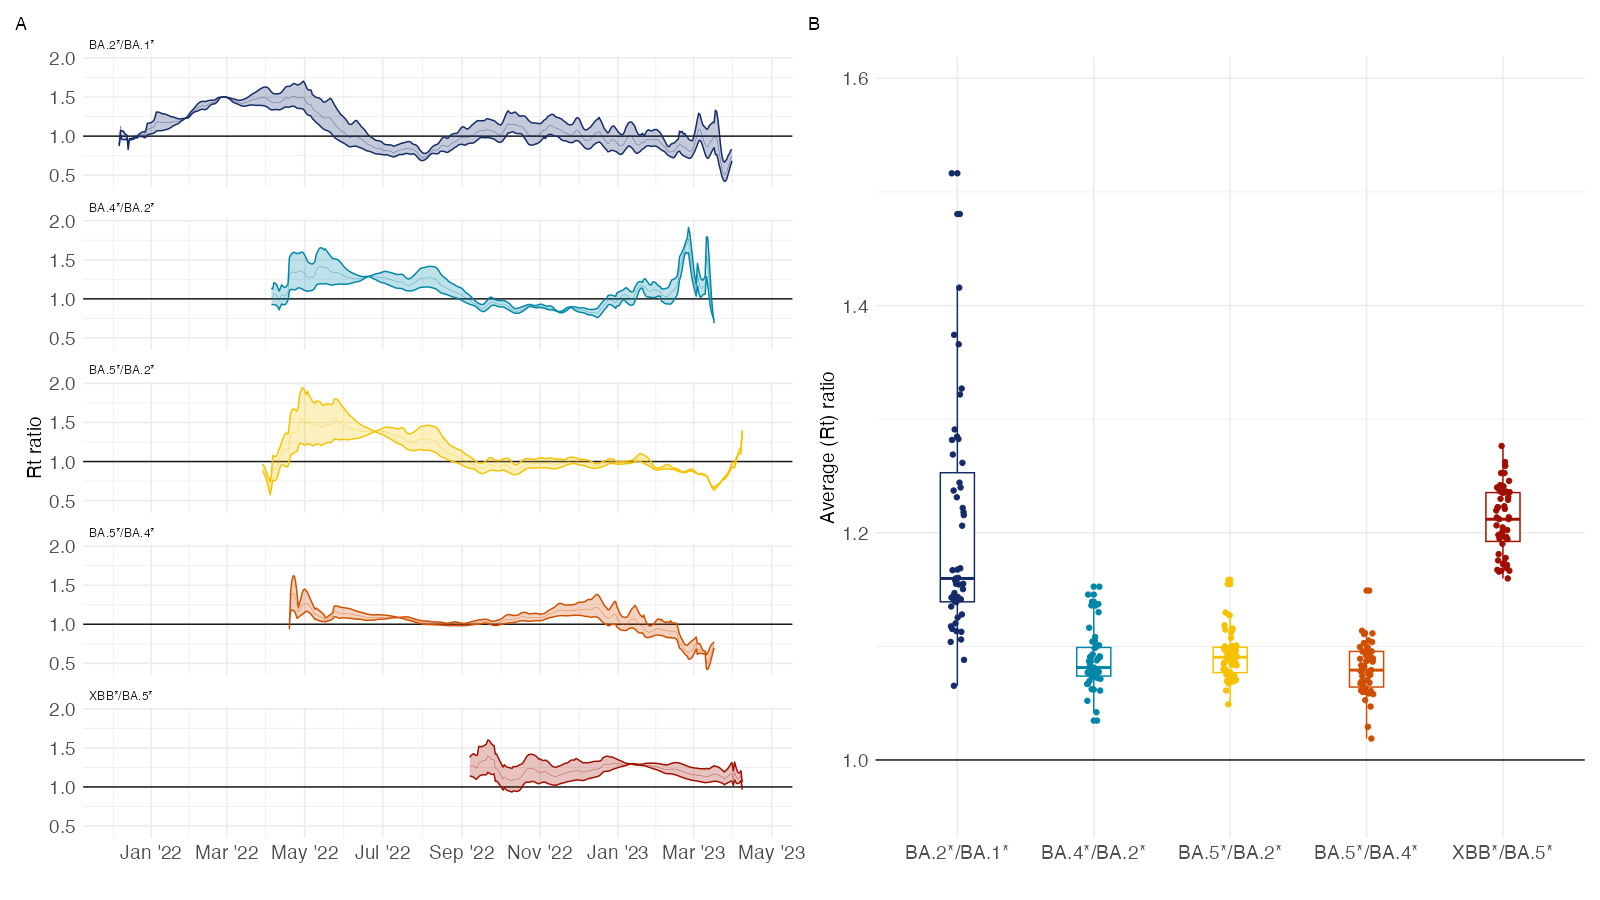 A
BA.2*/BA.1*
2.0
1.5
1.0
0.5
BA.4*/BA.2*
2.0
1.5
1.0
0.5
BA.5*/BA.2*
2.0
1.5
1.0
0.5
BA.5*/BA.4*
2.0
1.5
1.0
0.5
XBB*/BA.5*
2.0
1.5
1.0
0.5
Rt ratio
Jan '22 Mar '22 May '22 Jul '22 Sep '22 Nov '22 Jan '23 Mar '23 May '23
B
1.6
1.4
1.2
1.0
Average (Rt) ratio
BA.2*/BA.1* BA.4*/BA.2* BA.5*/BA.2* BA.5*/BA.4* XBB*/BA.5*